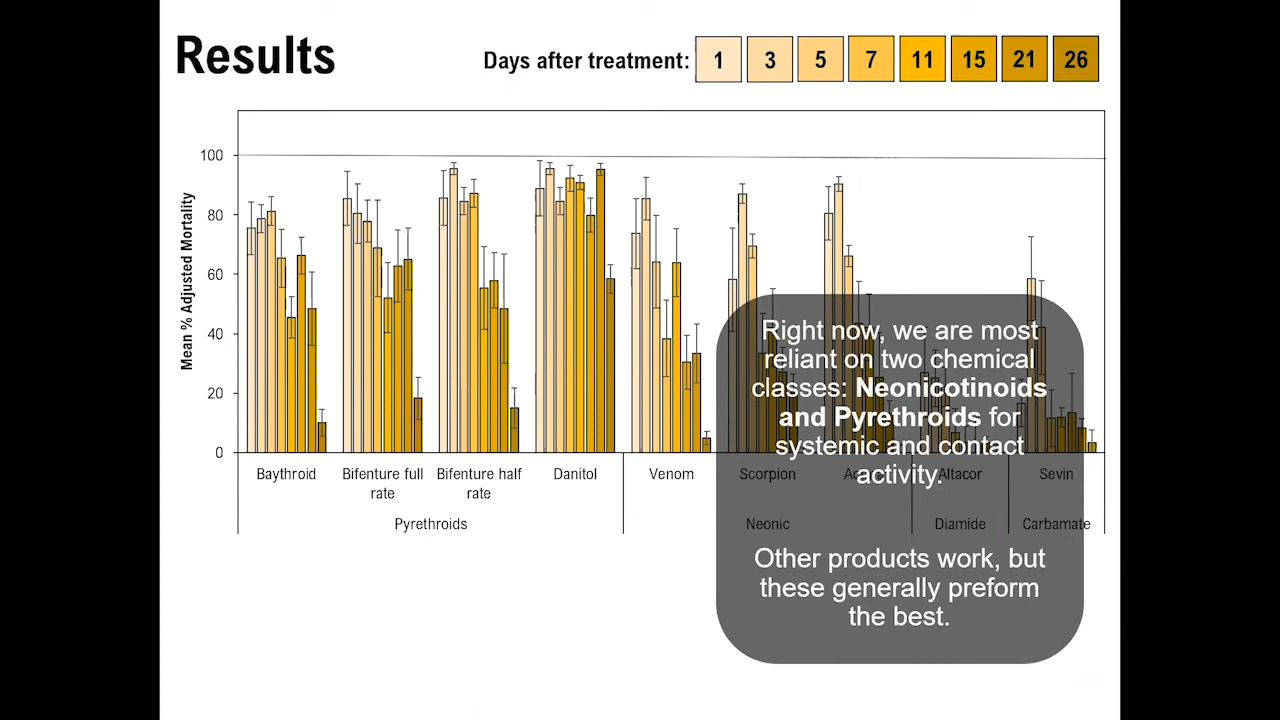 Results
Days after treatment: 1 3 5 7 11 15 21 26
Mean % Adjusted Mortality
100
80
60
40
20
0
Baythroid
Bifenture full
rate
Bifenture half
rate
Danitol
Venom
Scorpion
Altacor
Sevin
Pyrethroids
Neonic
Diamide
Carbamate
Right now, we are most
reliant on two chemical
classes: Neonicotinoids
and Pyrethroids for
systemic and contact
activity.
Other products work, but
these generally preform
the best.